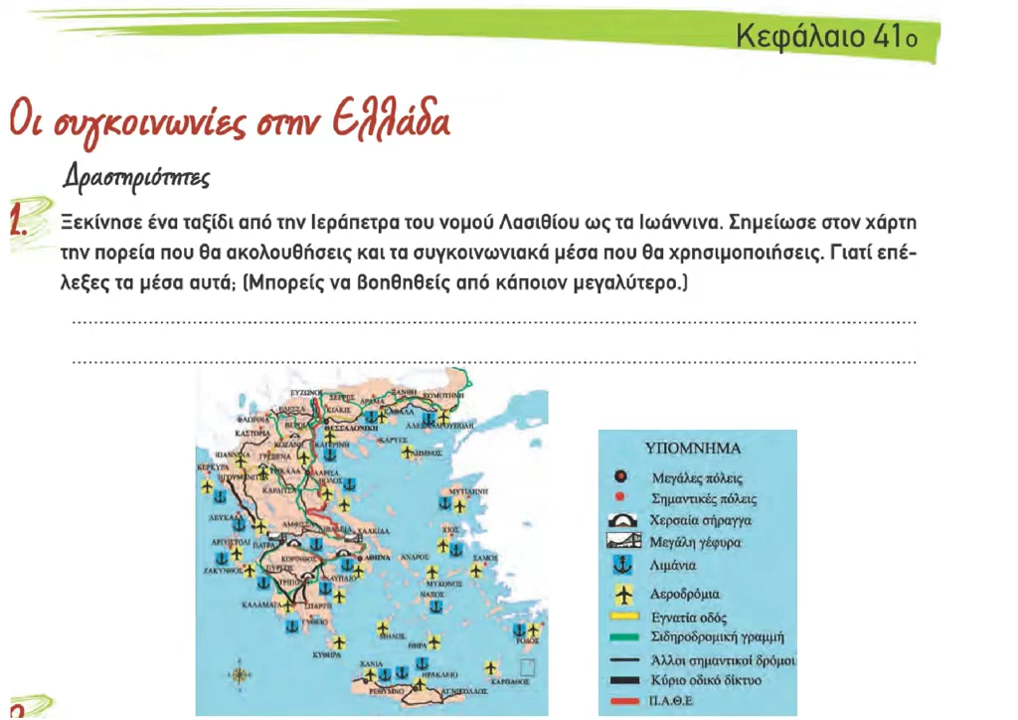 Κεφάλαιο 41ο
Οι συγκοινωνίες στην Ελλάδα
Δραστηριότητες
1.
Ξεκίνησε ένα ταξίδι από την Ιεράπετρα του νομού Λασιθίου ως τα Ιωάννινα. Σημείωσε στον χάρτη
την πορεία που θα ακολουθήσεις και τα συγκοινωνιακά μέσα που θα χρησιμοποιήσεις. Γιατί επέ-
λεξες τα μέσα αυτά; (Μπορείς να βοηθηθείς από κάποιον μεγαλύτερο.)
ΕΥΖΩΝΟΙ
ΣΕΡΡΕΣ
ΔΡΑΜΑ
ΞΑΝΘΗ
ΚΟΜΟΤΗΝΗ
ΕΔΕΣΣΑ
ΚΙΛΚΙΣ
ΚΑΒΑΛΑ
ΦΛΩΡΙΝΑ
ΒΕΡΟΙΑ
ΘΕΣΣΑΛΟΝΙΚΗ
ΑΛΕΞΑΝΔΡΟΥΠΟΛΗ
ΚΑΣΤΟΡΙΑ
ΚΟΖΑΝΗ
ΚΑΤΕΡΙΝΗ
ΚΑΡΥΕΣ
ΙΩΑΝΝΙΝΑ
ΓΡΕΒΕΝΑ
ΛΗΜΝΟΣ
ΚΕΡΚΥΡΑ
ΗΓΟΥΜΕΝΙΤΣΑ
ΤΡΙΚΑΛΑ
ΛΑΡΙΣΑ
ΒΟΛΟΣ
ΚΑΡΔΙΤΣΑ
ΜΥΤΙΛΗΝΗ
ΛΕΥΚΑΔΑ
ΑΜΦΙΣΣΑ
ΛΙΒΑΔΕΙΑ
ΧΑΛΚΙΔΑ
ΧΙΟΣ
ΑΡΓΟΣΤΟΛΙ
ΠΑΤΡΑ
ΚΟΡΙΝΘΟΣ
ΑΘΗΝΑ
ΑΝΔΡΟΣ
ΣΑΜΟΣ
ΖΑΚΥΝΘΟΣ
ΠΥΡΓΟΣ
ΤΡΙΠΟΛΗ
ΝΑΥΠΛΙΟ
ΜΥΚΟΝΟΣ
ΝΑΞΟΣ
ΚΑΛΑΜΑΤΑ
ΣΠΑΡΤΗ
ΓΥΘΕΙΟ
ΜΗΛΟΣ
ΘΗΡΑ
ΡΟΔΟΣ
ΚΥΘΗΡΑ
ΧΑΝΙΑ
ΡΕΘΥΜΝΟ
ΗΡΑΚΛΕΙΟ
ΑΓ.ΝΙΚΟΛΑΟΣ
ΚΑΡΠΑΘΟΣ
ΥΠΟΜΝΗΜΑ
Μεγάλες πόλεις
Σημαντικές πόλεις
Χερσαία σήραγγα
Μεγάλη γέφυρα
Λιμάνια
Αεροδρόμια
Εγνατία οδός
Σιδηροδρομική γραμμή
Άλλοι σημαντικοί δρόμοι
Κύριο οδικό δίκτυο
Π.Α.Θ.Ε